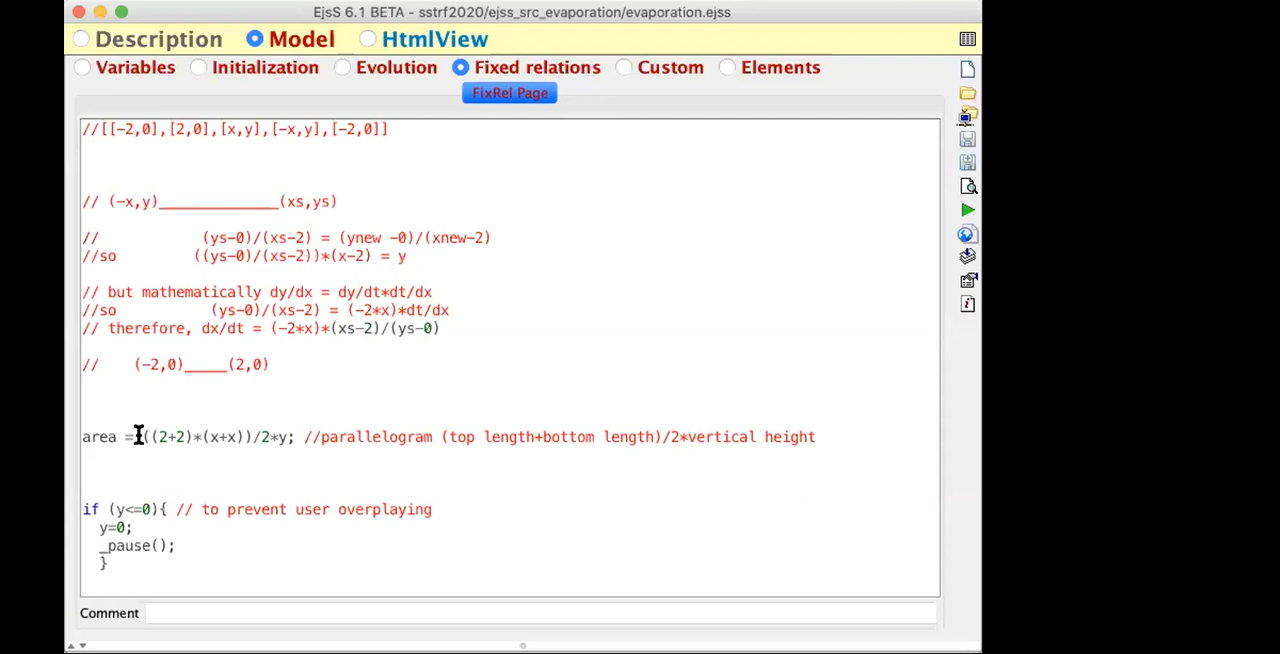 EjsS 6.1 BETA - sstrf2020/ejss_src_evaporation/evaporation.ejss
Description Model HtmlView
Variables Initialization Evolution Fixed relations Custom Elements
FixRel Page
//[[-2,0],[2,0],[x,y],[-x,y],[-2,0]]
// (-x,y)______________(xs,ys)
// (ys-0)/(xs-2) = (ynew -0)/(xnew-2)
//so ((ys-0)/(xs-2))*(x-2) = y
// but mathematically dy/dx = dy/dt*dt/dx
//so (ys-0)/(xs-2) = (-2*x)*dt/dx
// therefore, dx/dt = (-2*x)*(xs-2)/(ys-0)
// (-2,0)_____(2,0)
area =((2+2)*(x+x))/2*y; //parallelogram (top length+bottom length)/2*vertical height
if (y<=0){ // to prevent user overplaying
y=0;
_pause();
}
Comment